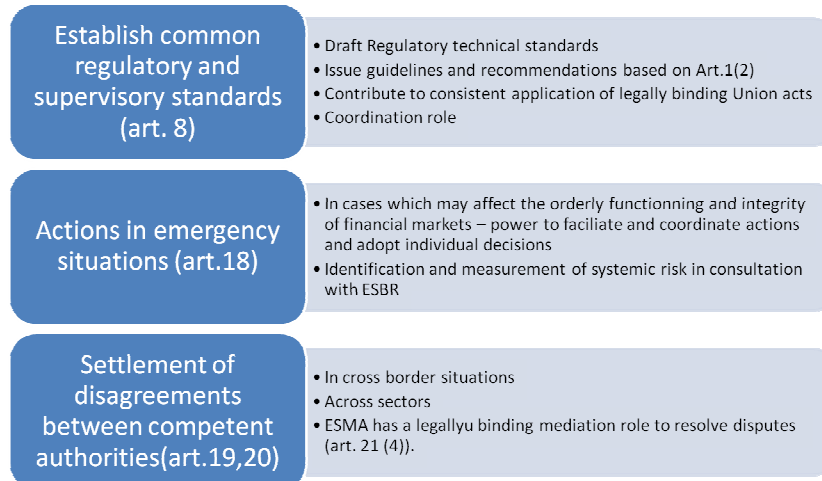 Establish common
regulatory and
supervisory standards
(art. 8)
• Draft Regulatory technical standards
• Issue guidelines and recommendations based on Art.1(2)
• Contribute to consistent application of legally binding Union acts
• Coordination role
Actions in emergency
situations (art.18)
• In cases which may affect the orderly functionning and integrity
of financial markets – power to faciliate and coordinate actions
and adopt individual decisions
• Identification and measurement of systemic risk in consultation
with ESBR
Settlement of
disagreements
between competent
authorities(art.19,20)
• In cross border situations
• Across sectors
• ESMA has a legallyu binding mediation role to resolve disputes
(art. 21 (4)).